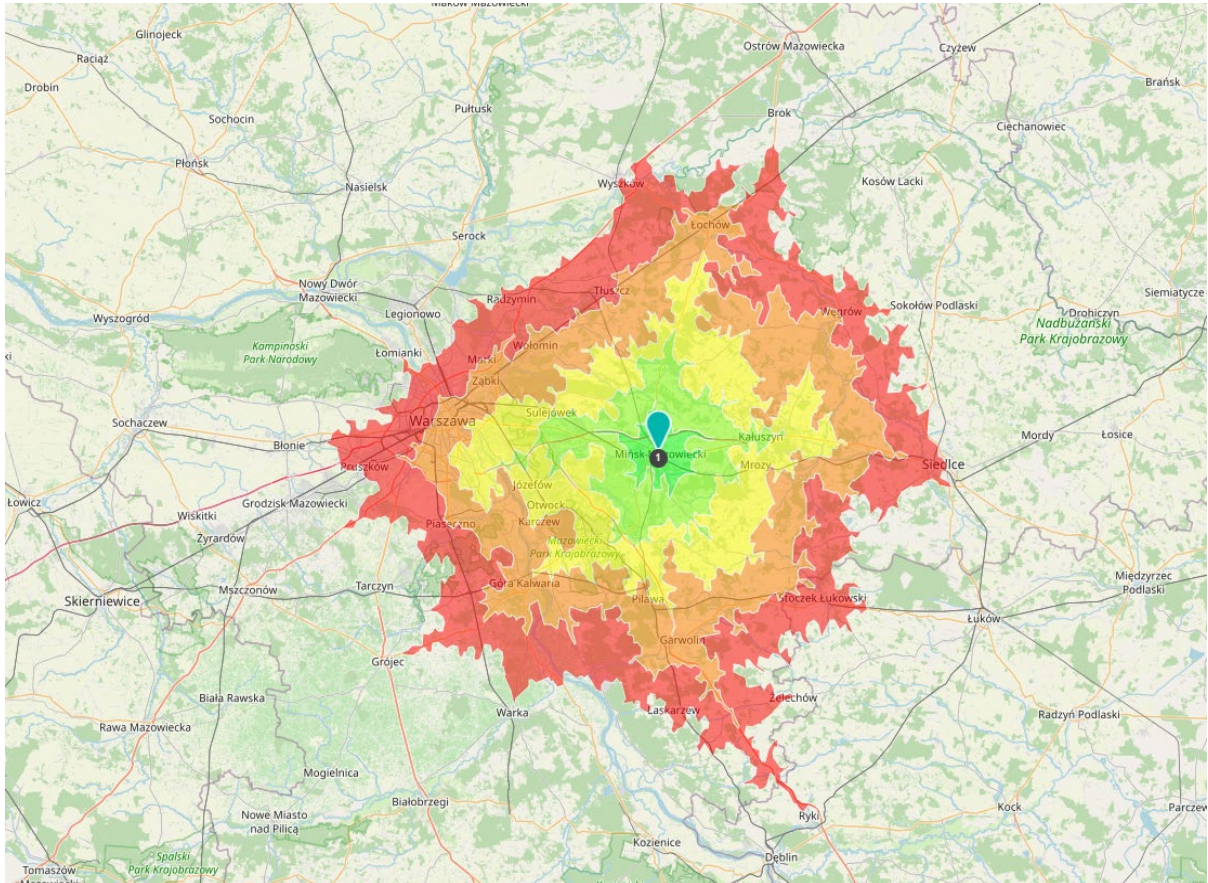 Maków Mazowiecki
Glinojeck
Ostrów Mazowiecka
Czyżew
Raciąż
Drobin
Brańsk
Pułtusk
Sochocin
Brok
Ciechanowiec
Płońsk
Nasielsk
Wyszków
Kosów Lacki
Łochów
Serock
Nowy Dwór
Mazowiecki
Tłuszcz
Radzymin
Legionowo
Węgrów
Sokołów Podlaski
Siemiatycze
Drohiczyn
Wyszogród
Nadbużański
Park Krajobrazowy
Kampinoski
Park Narodowy
Łomianki
Wołomin
Marki
Ząbki
Sulejówek
Warszawa
Sochaczew
Błonie
Kałuszyn
Mordy
Łosice
Mińsk Mazowiecki
1
Mrozy
Siedlce
Pruszków
Józefów
Otwock
Karczew
Łowicz
Grodzisk Mazowiecki
Wiskitki
Żyrardów
Piaseczno
Mazowiecki
Park Krajobrazowy
Góra Kalwaria
Tarczyn
Mszczonów
Skierniewice
Pilawa
Stoczek Łukowski
Międzyrzec
Podlaski
Łuków
Garwolin
Grójec
Biała Rawska
Żelechów
Łaskarzew
Warka
Radzyń Podlaski
Rawa Mazowiecka
Mogielnica
Białobrzegi
Nowe Miasto
nad Pilicą
Ryki
Kock
Parczew
Kozienice
Dęblin
Spalski
Park Krajobrazowy
Tomaszów
Mazowiecki